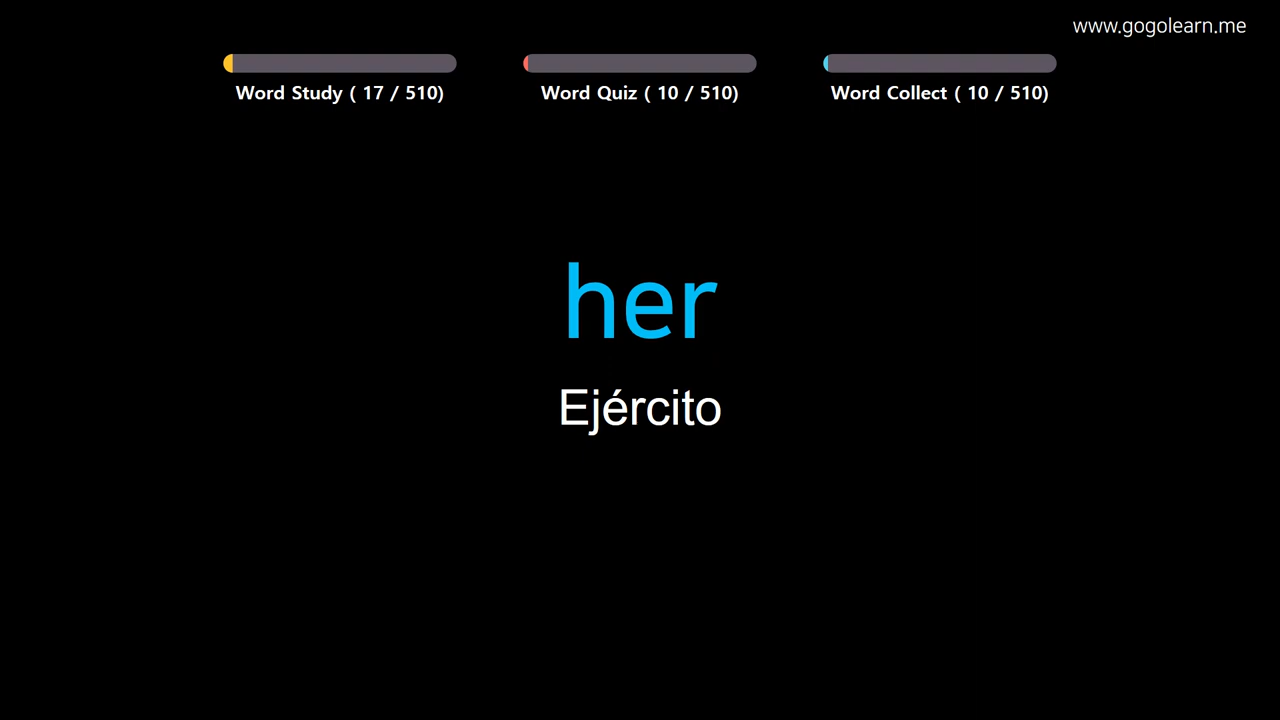 www.gogolearn.me
Word Study ( 17 / 510)
Word Quiz ( 10 / 510)
Word Collect ( 10 / 510)
her
Ejército